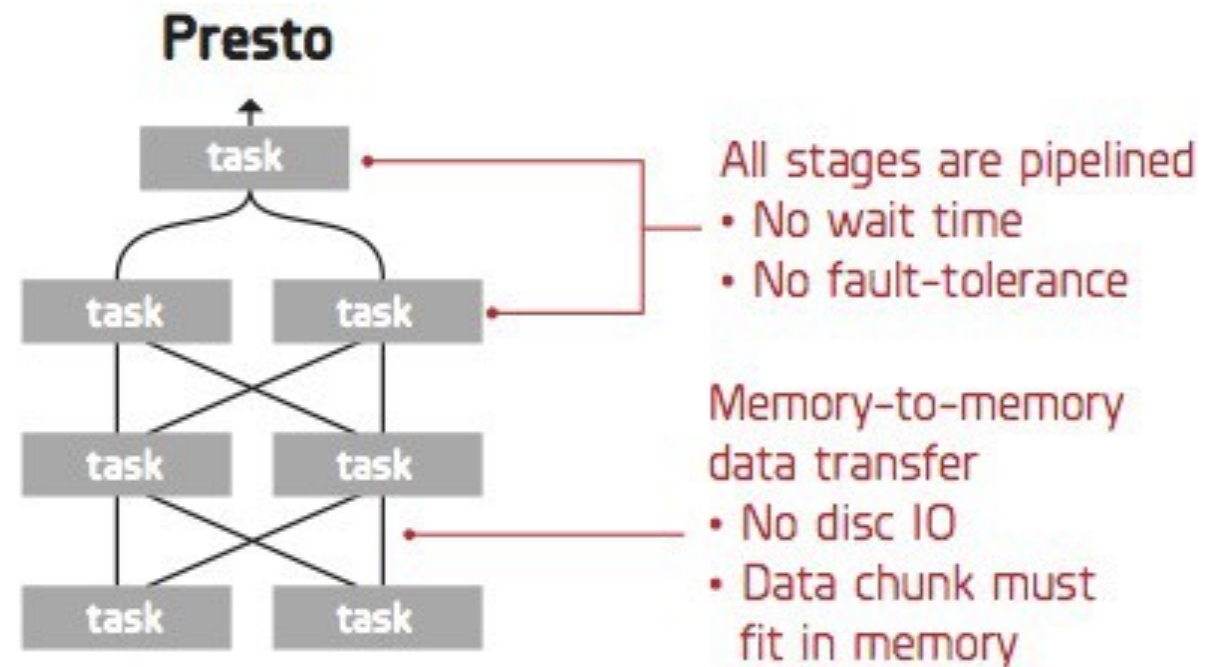 Presto
task
All stages are pipelined
• No wait time
• No fault-tolerance
task task
Memory-to-memory
data transfer
• No disc IO
• Data chunk must
fit in memory
task task
task task